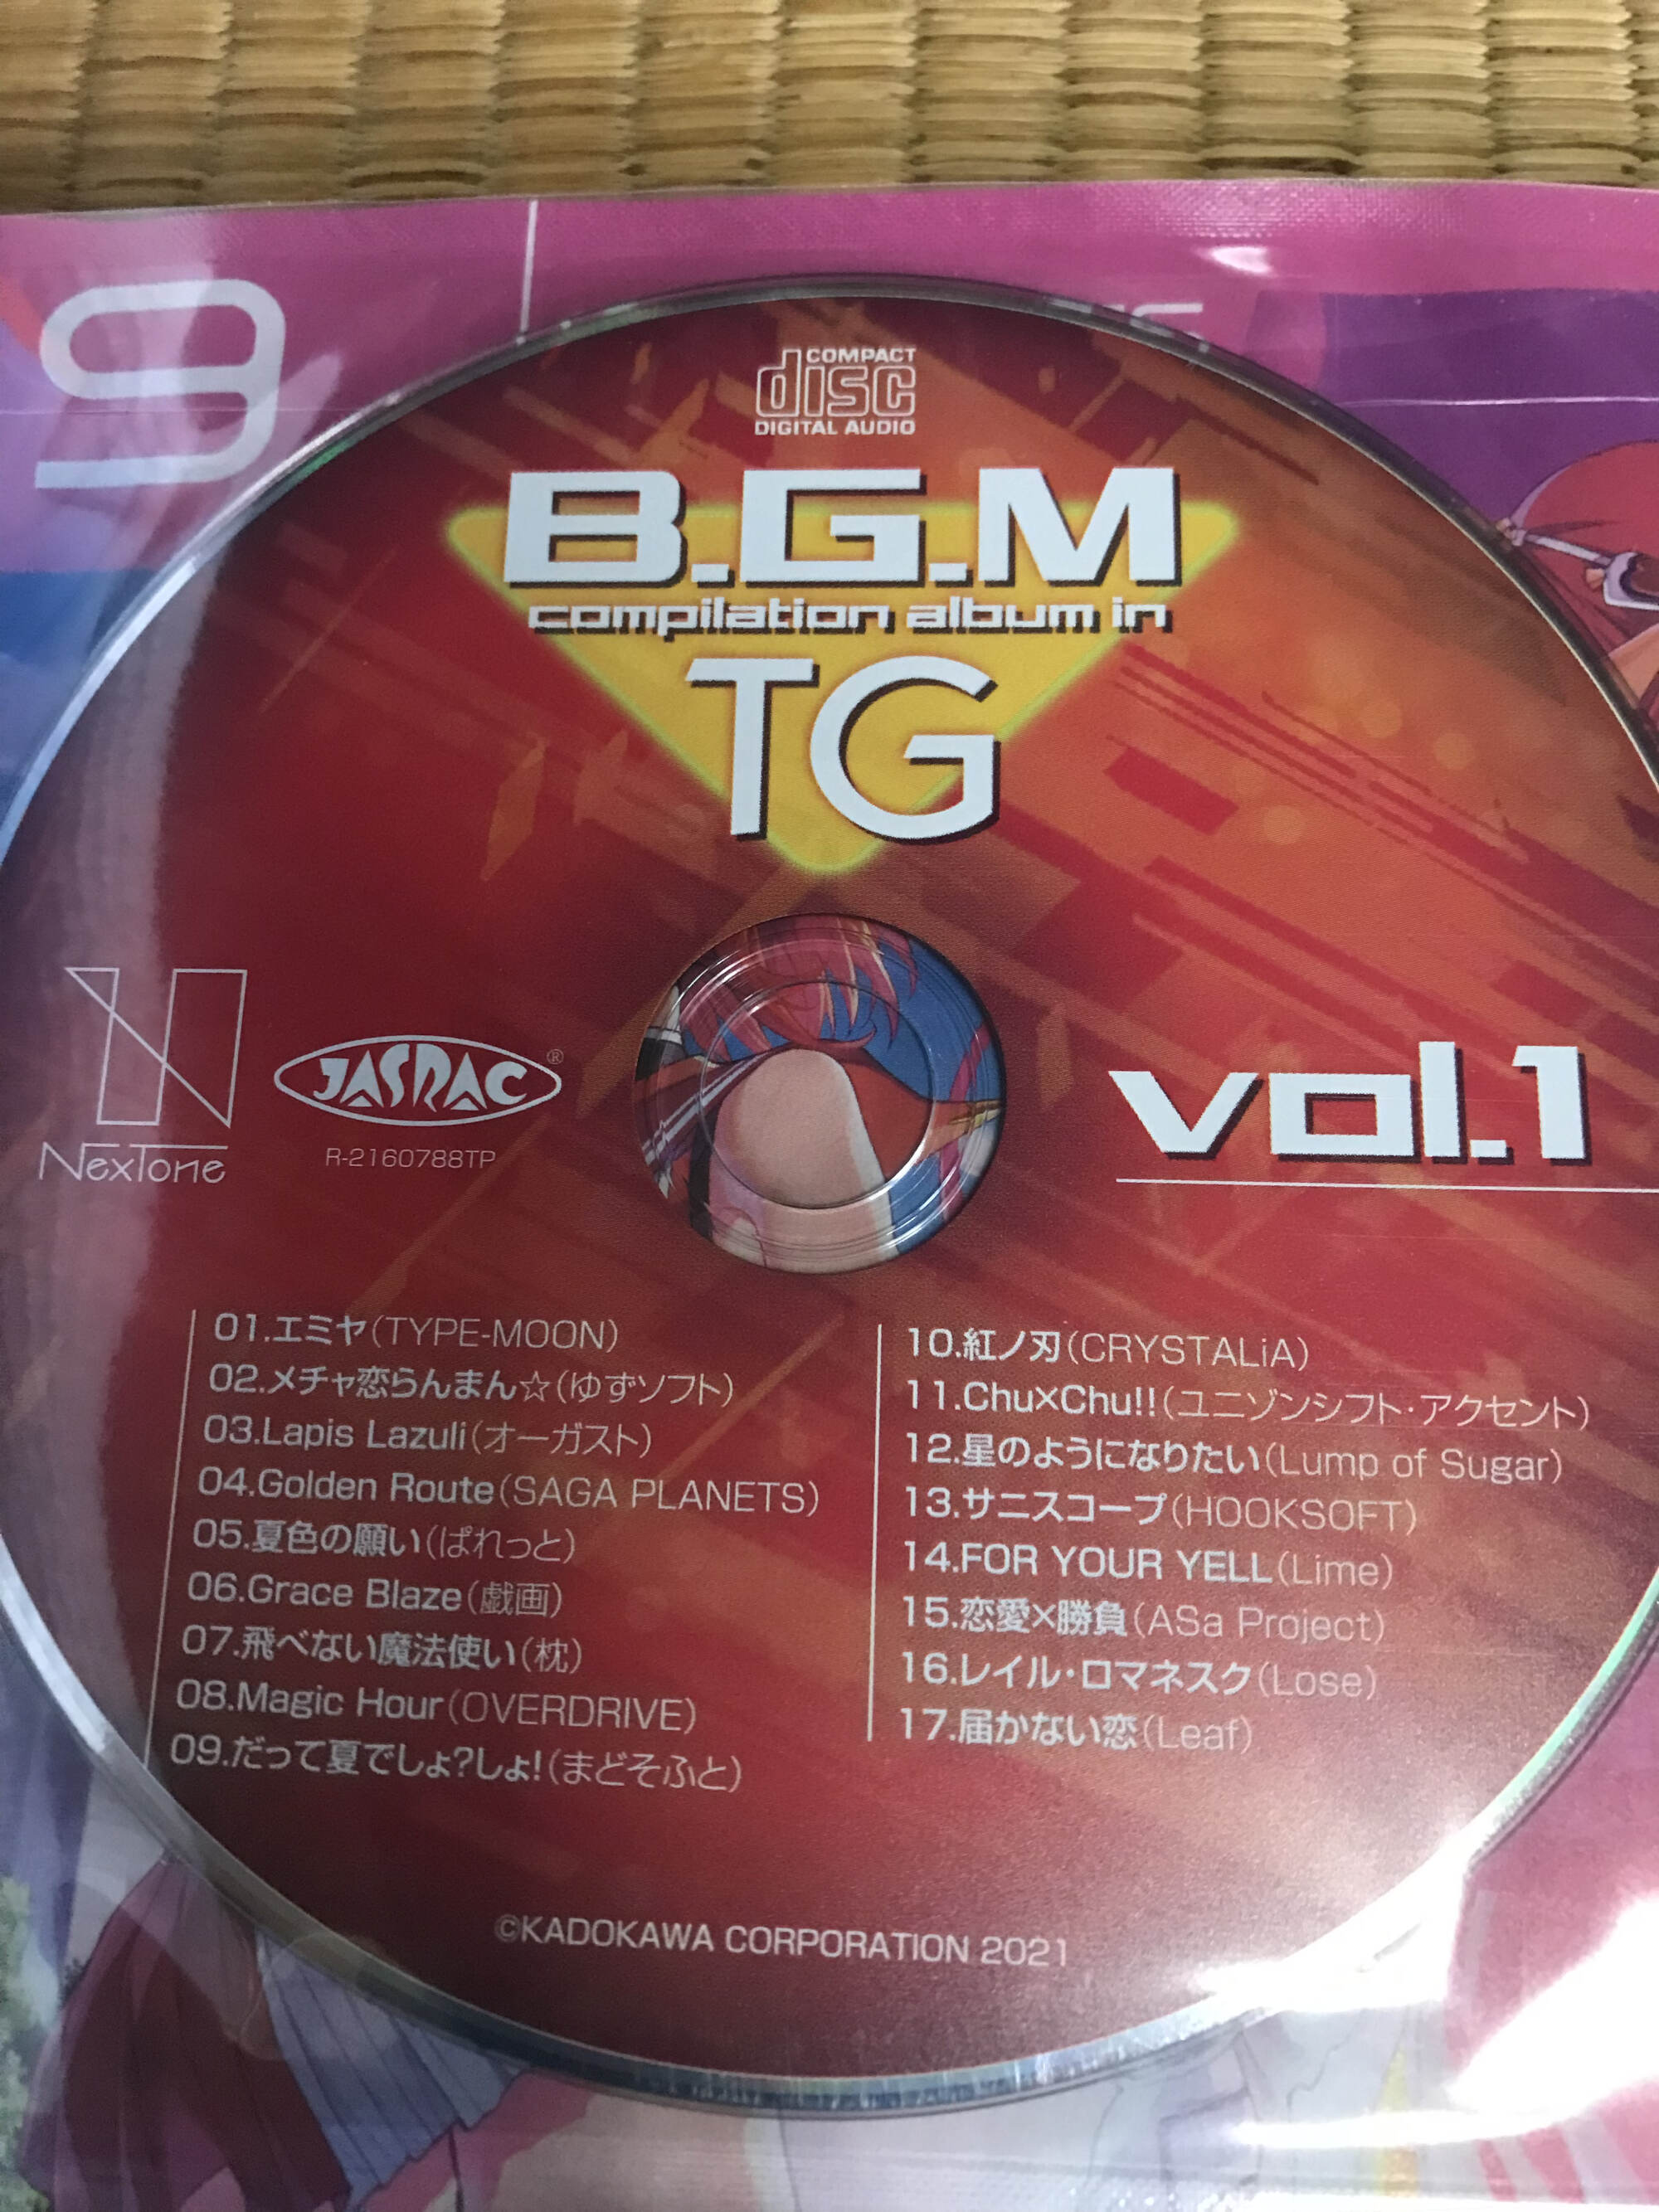 9
COMPACT
disc
DIGITAL AUDIO
B.G.M
compilation album in
TG
NexTone
JASRAC®
R-2160788TP
vol.1
01.エミヤ(TYPE-MOON)
02.メチャ恋らんまん☆(ゆずソフト)
03.Lapis Lazuli(オーガスト)
04.Golden Route(SAGA PLANETS)
05.夏色の願い(ぱれっと)
06.Grace Blaze(戯画)
07.飛べない魔法使い(枕)
08.Magic Hour(OVERDRIVE)
09.だって夏でしょ?しょ!(まどそふと)
10.紅ノ刃(CRYSTALiA)
11.Chu×Chu!!(ユニゾンシフト・アクセント)
12.星のようになりたい(Lump of Sugar)
13.サニスコープ(HOOKSOFT)
14.FOR YOUR YELL(Lime)
15.恋愛×勝負(ASa Project)
16.レイル・ロマネスク(Lose)
17.届かない恋(Leaf)
©KADOKAWA CORPORATION 2021